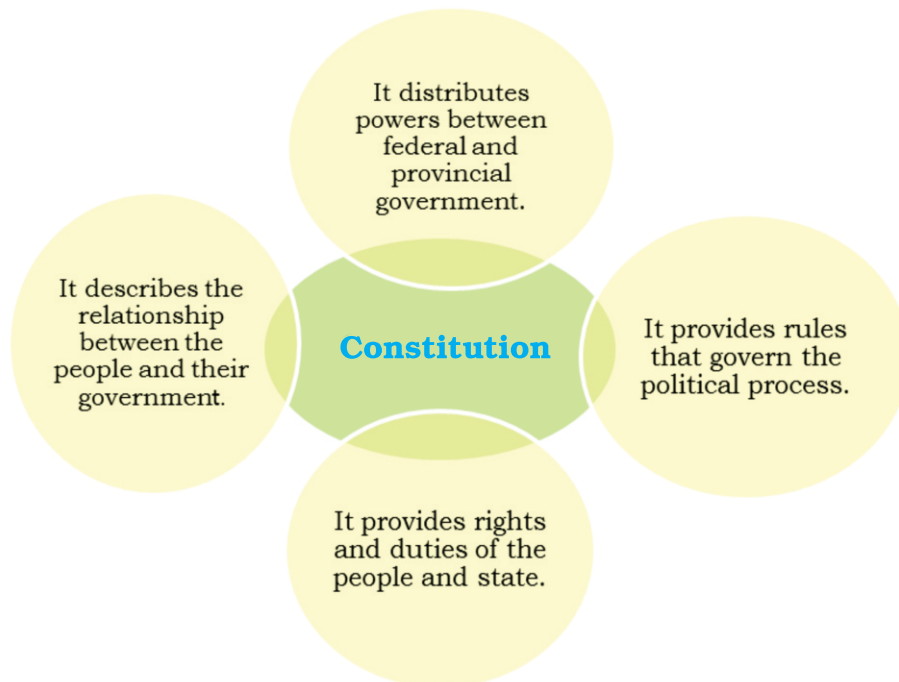 It distributes
powers between
federal and
provincial
government.
It describes the
relationship
between the
people and their
government.
Constitution
It provides rules
that govern the
political process.
It provides rights
and duties of the
people and state.